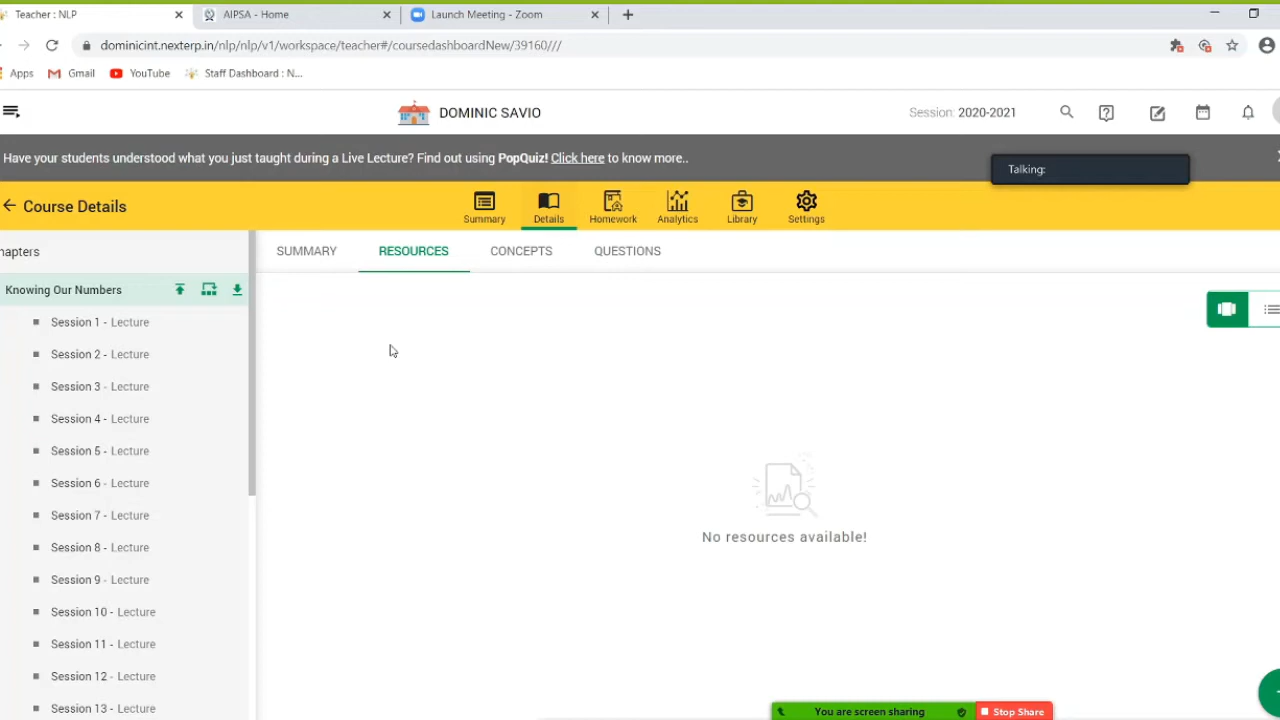 Teacher : NLP
AIPSA - Home
Launch Meeting - Zoom
dominicint.nexterp.in/nlp/nlp/v1/workspace/teacher#/coursedashboardNew/39160///
Apps
Gmail
YouTube
Staff Dashboard : N...
DOMINIC SAVIO
Session: 2020-2021
Have your students understood what you just taught during a Live Lecture? Find out using PopQuiz! Click here to know more..
Talking:
Course Details
Summary
Details
Homework
Analytics
Library
Settings
hapters
SUMMARY
RESOURCES
CONCEPTS
QUESTIONS
Knowing Our Numbers
Session 1 - Lecture
Session 2 - Lecture
Session 3 - Lecture
Session 4 - Lecture
Session 5 - Lecture
Session 6 - Lecture
Session 7 - Lecture
Session 8 - Lecture
Session 9 - Lecture
Session 10 - Lecture
Session 11 - Lecture
Session 12 - Lecture
Session 13 - Lecture
No resources available!
You are screen sharing
Stop Share